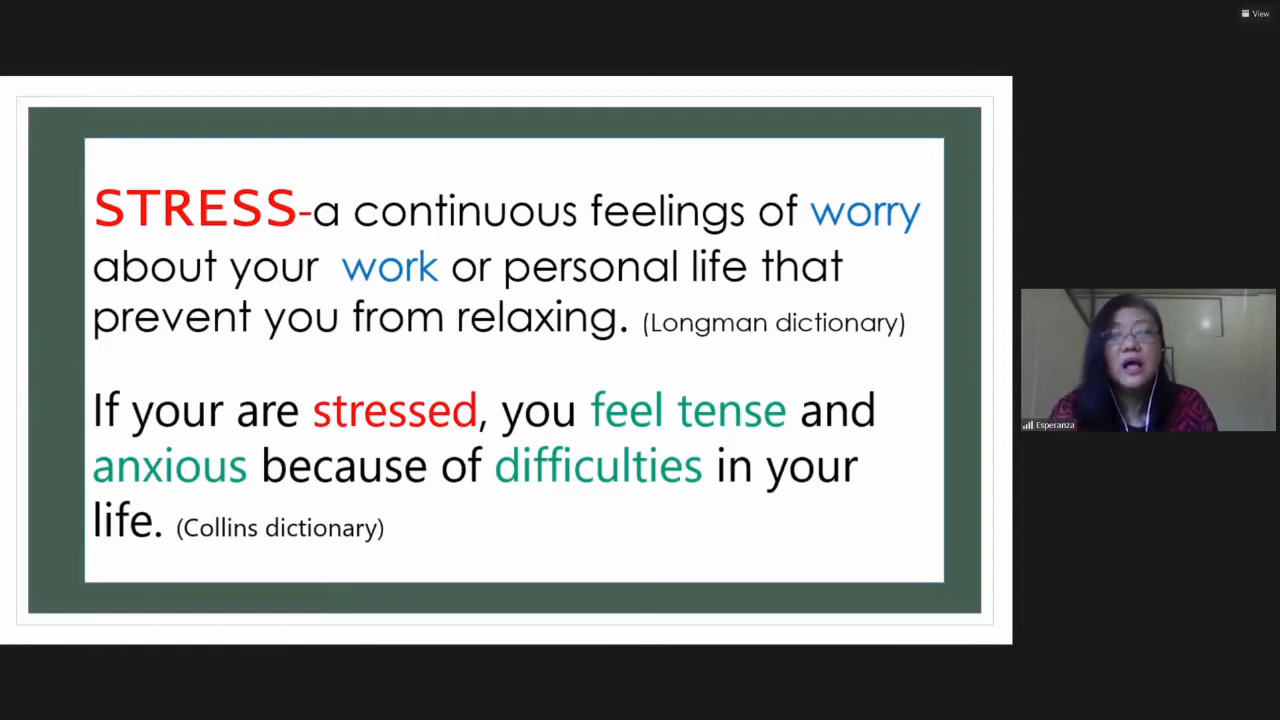 View
STRESS-a continuous feelings of worry
about your work or personal life that
prevent you from relaxing. (Longman dictionary)
If your are stressed, you feel tense and
anxious because of difficulties in your
life. (Collins dictionary)
Esperanza